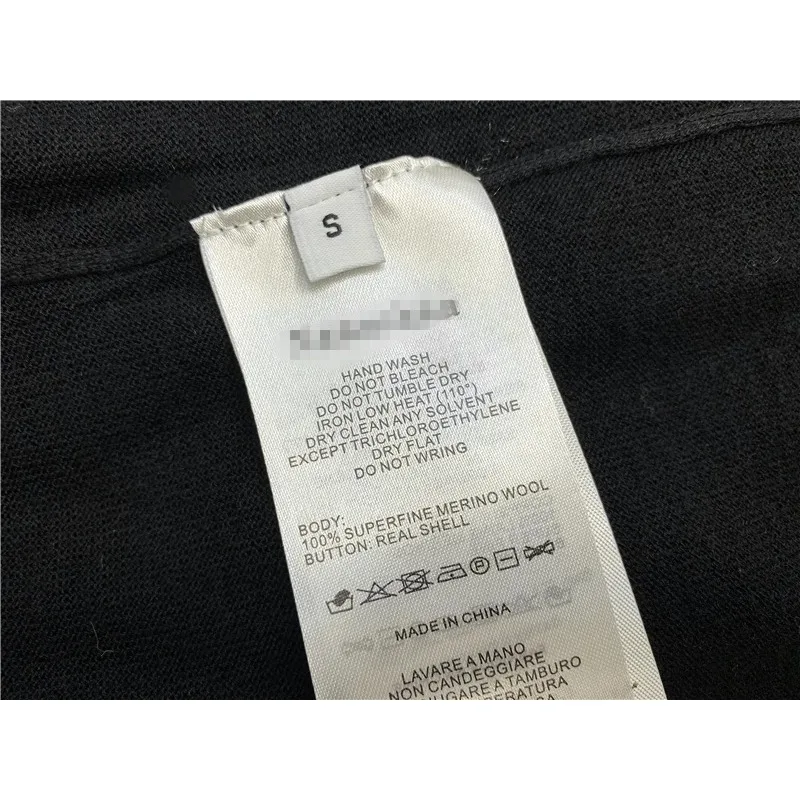 S
HAND WASH
DO NOT BLEACH
DO NOT TUMBLE DRY
IRON LOW HEAT (110°)
DRY CLEAN ANY SOLVENT
EXCEPT TRICHLOROETHYLENE
DRY FLAT
DO NOT WRING
BODY:
100% SUPERFINE MERINO WOOL
BUTTON: REAL SHELL
P
MADE IN CHINA
LAVARE A MANO
NON CANDEGGIARE
A TAMBURO